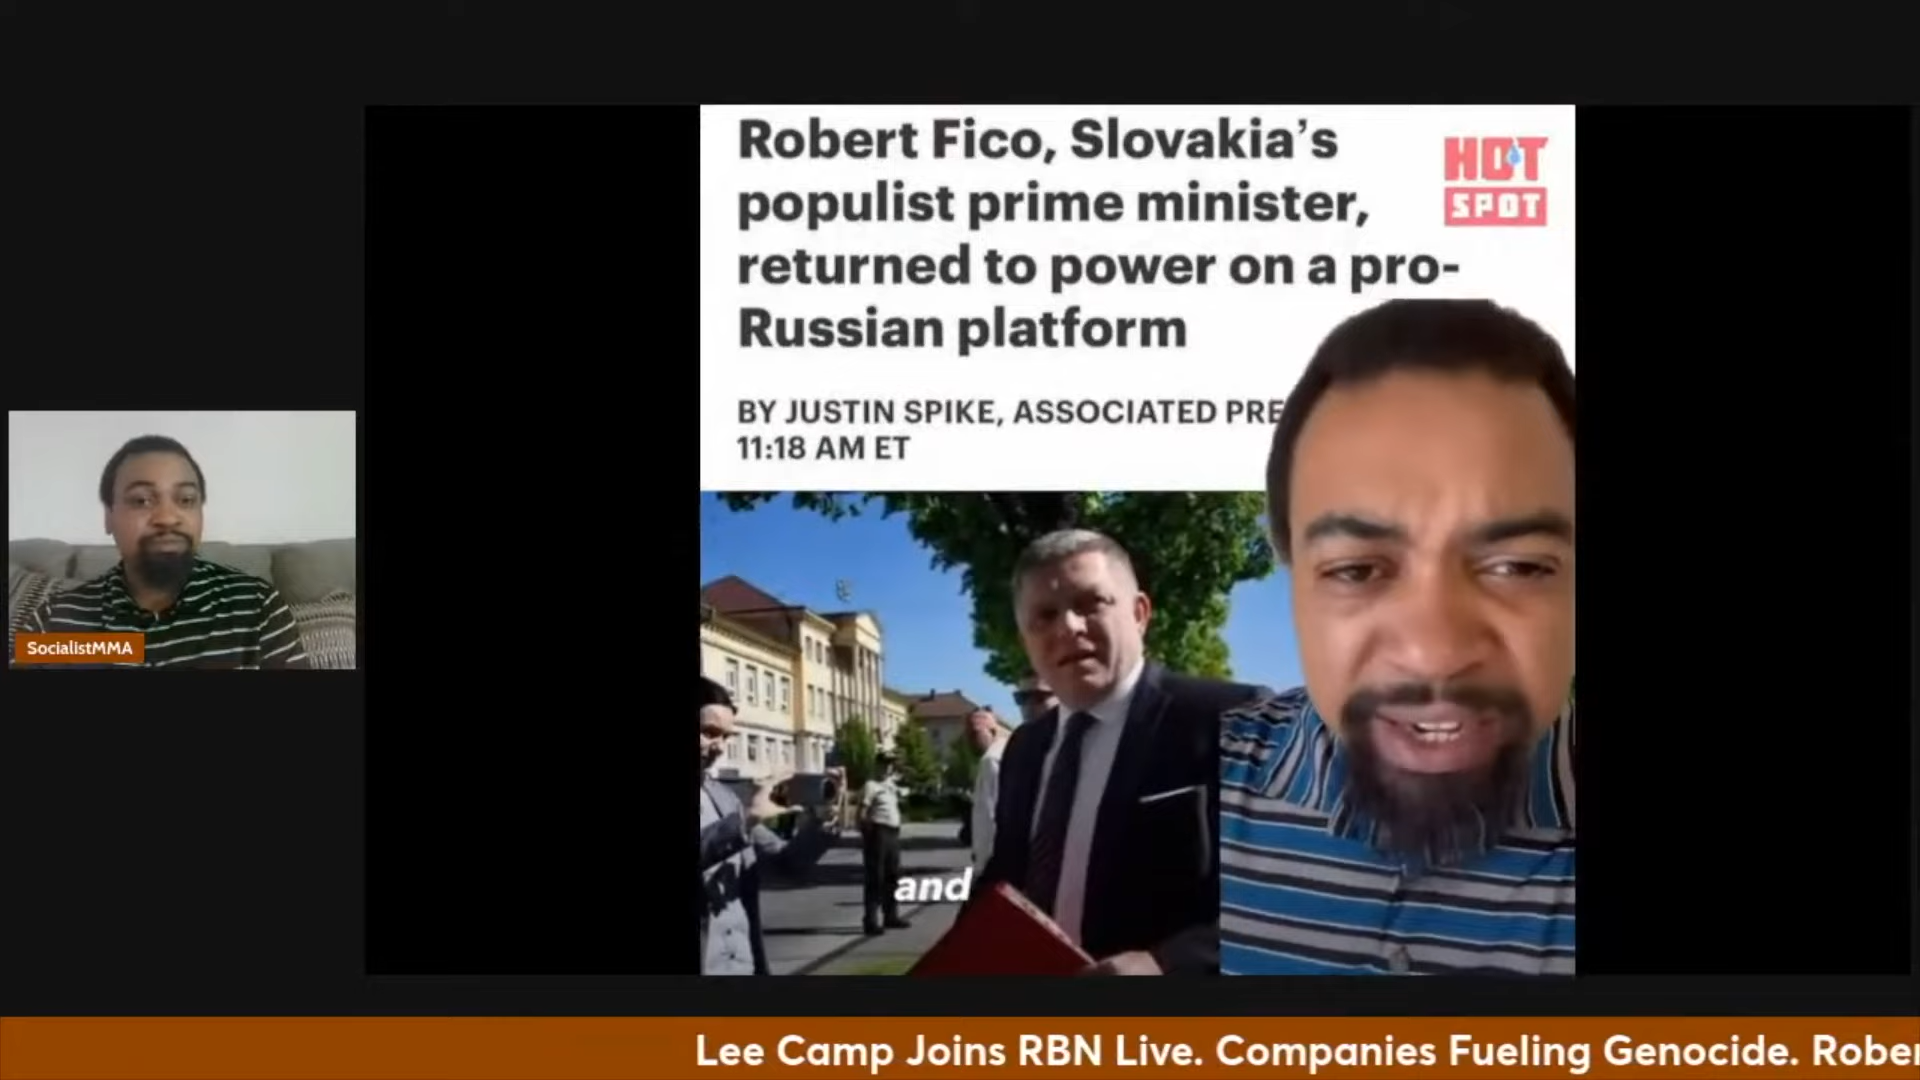 Robert Fico, Slovakia’s
populist prime minister,
returned to power on a pro-
Russian platform
HOT
SPOT
BY JUSTIN SPIKE, ASSOCIATED PRE
11:18 AM ET
SocialistMMA
and
Lee Camp Joins RBN Live. Companies Fueling Genocide. Rober